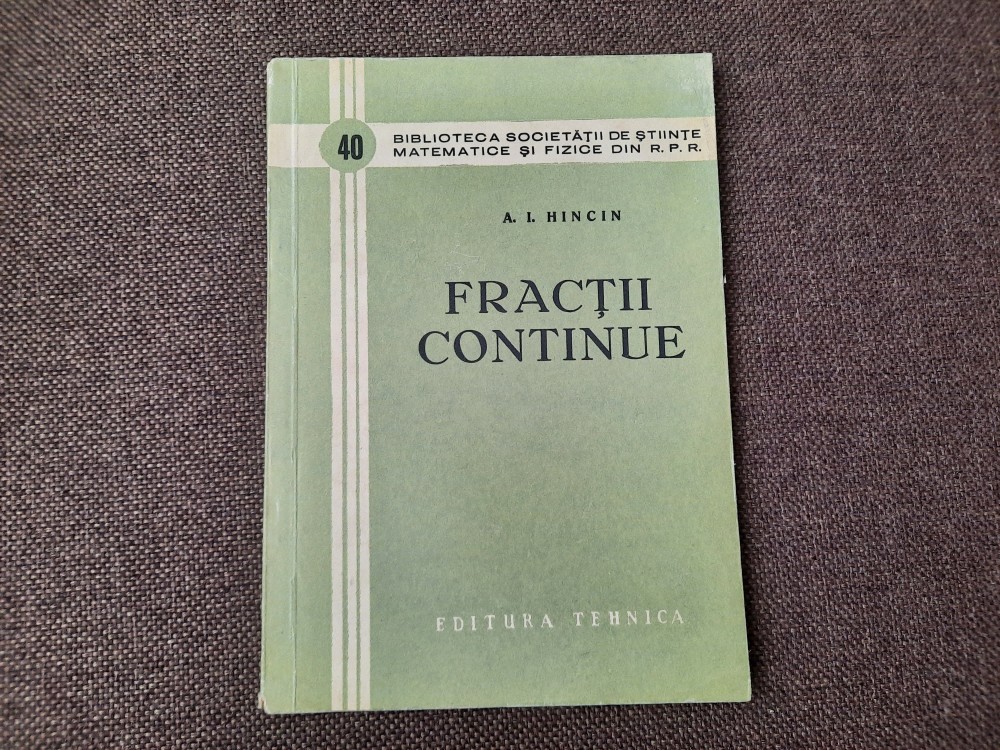 40
BIBLIOTECA SOCIETĂȚII DE ȘTIINȚE
MATEMATICE ȘI FIZICE DIN R. P. R.
A. I. HINCIN
FRACȚII
CONTINUE
EDITURA TEHNICA